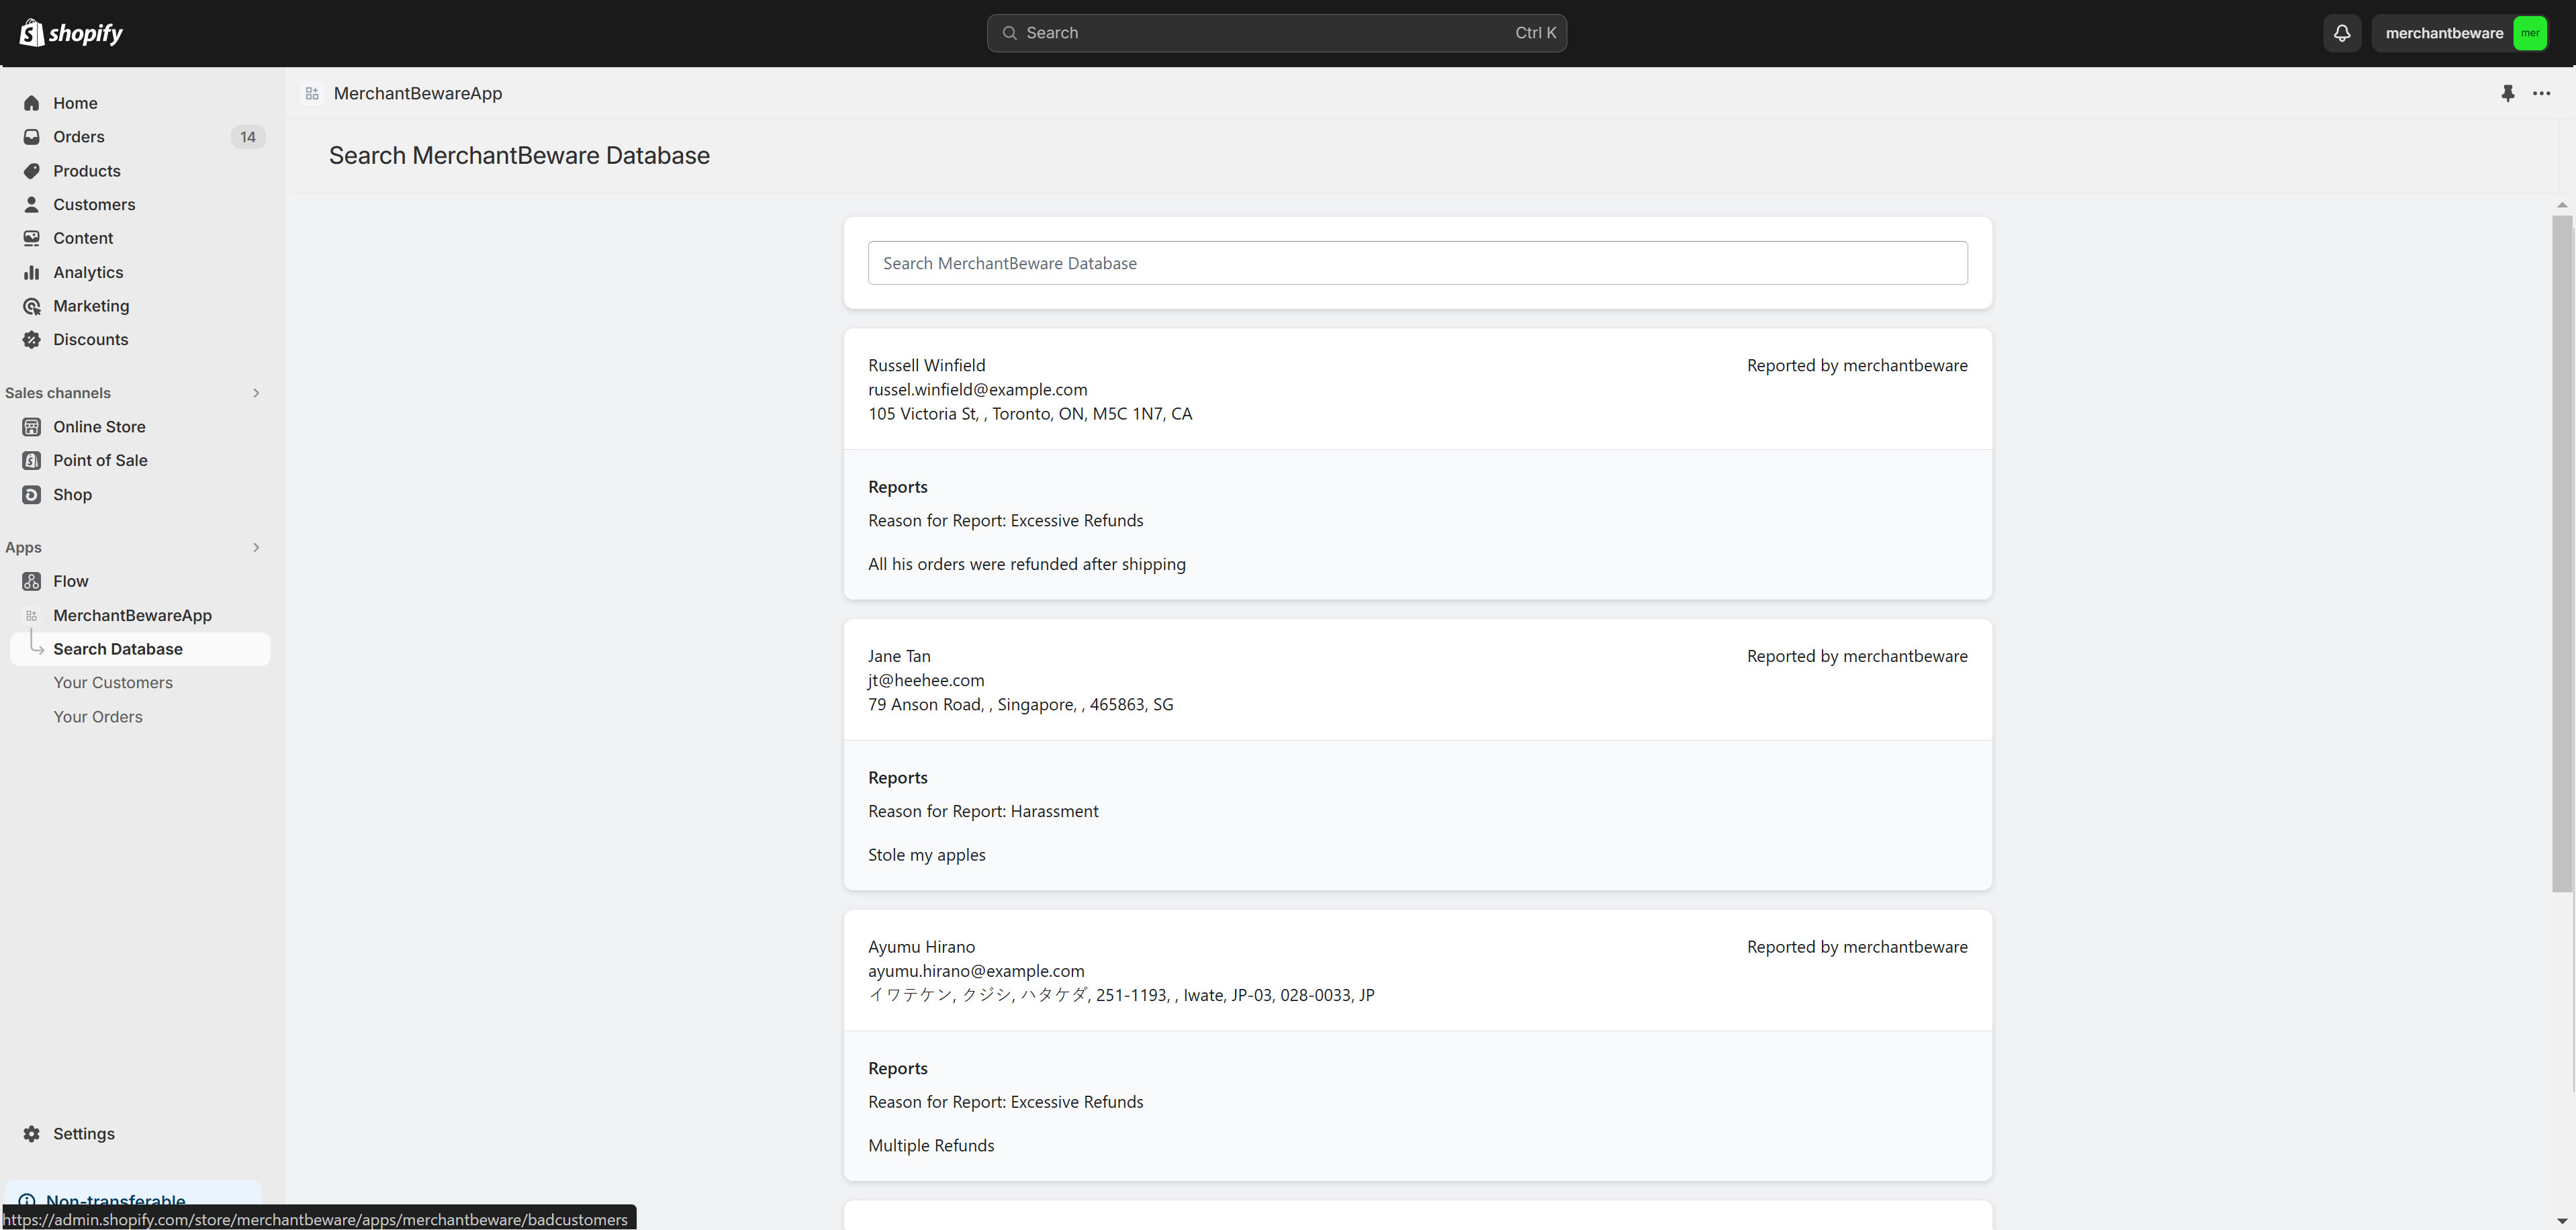 shopify
Search
Ctrl K
merchantbeware
mer
Home
Orders
14
Products
Customers
Content
Analytics
Marketing
Discounts
Sales channels
Online Store
Point of Sale
Shop
Apps
Flow
MerchantBewareApp
Search Database
Your Customers
Your Orders
Settings
Non-transferable
https://admin.shopify.com/store/merchantbeware/apps/merchantbeware/badcustomers
MerchantBewareApp
Search MerchantBeware Database
Search MerchantBeware Database
Russell Winfield
Reported by merchantbeware
russel.winfield@example.com
105 Victoria St, , Toronto, ON, M5C 1N7, CA
Reports
Reason for Report: Excessive Refunds
All his orders were refunded after shipping
Jane Tan
Reported by merchantbeware
jt@heehee.com
79 Anson Road, , Singapore, , 465863, SG
Reports
Reason for Report: Harassment
Stole my apples
Ayumu Hirano
Reported by merchantbeware
ayumu.hirano@example.com
イワテケン, クジシ, ハタケダ, 251-1193, , Iwate, JP-03, 028-0033, JP
Reports
Reason for Report: Excessive Refunds
Multiple Refunds